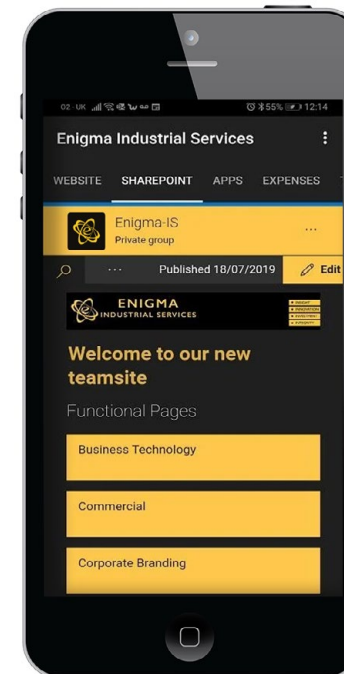 O2 - UK 55% 12:14
Enigma Industrial Services
WEBSITE SHAREPOINT APPS EXPENSES
Enigma-IS
Private group
... Published 18/07/2019 Edit
ENIGMA
INDUSTRIAL SERVICES
Welcome to our new
teamsite
Functional Pages
Business Technology
Commercial
Corporate Branding